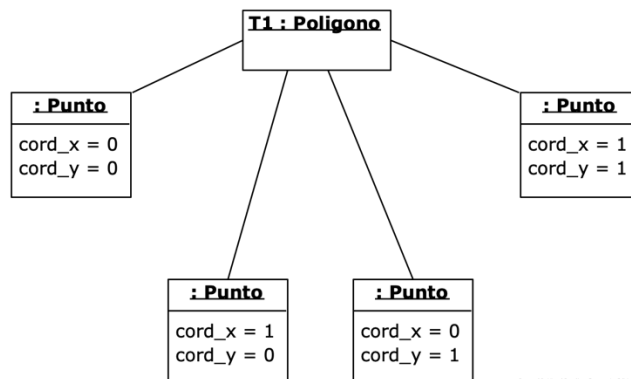 T1 : Poligono
: Punto
cord_x = 0
cord_y = 0
: Punto
cord_x = 1
cord_y = 1
: Punto
cord_x = 1
cord_y = 0
: Punto
cord_x = 0
cord_y = 1